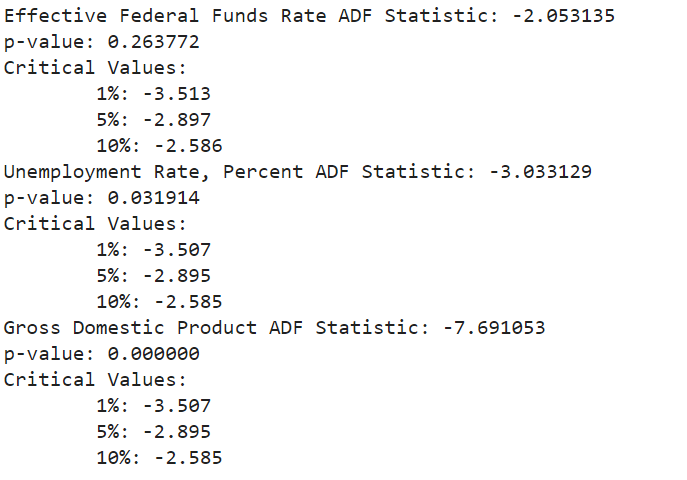 Effective Federal Funds Rate ADF Statistic: -2.053135
p-value: 0.263772
Critical Values:
	1%: -3.513
	5%: -2.897
	10%: -2.586
Unemployment Rate, Percent ADF Statistic: -3.033129
p-value: 0.031914
Critical Values:
	1%: -3.507
	5%: -2.895
	10%: -2.585
Gross Domestic Product ADF Statistic: -7.691053
p-value: 0.000000
Critical Values:
	1%: -3.507
	5%: -2.895
	10%: -2.585